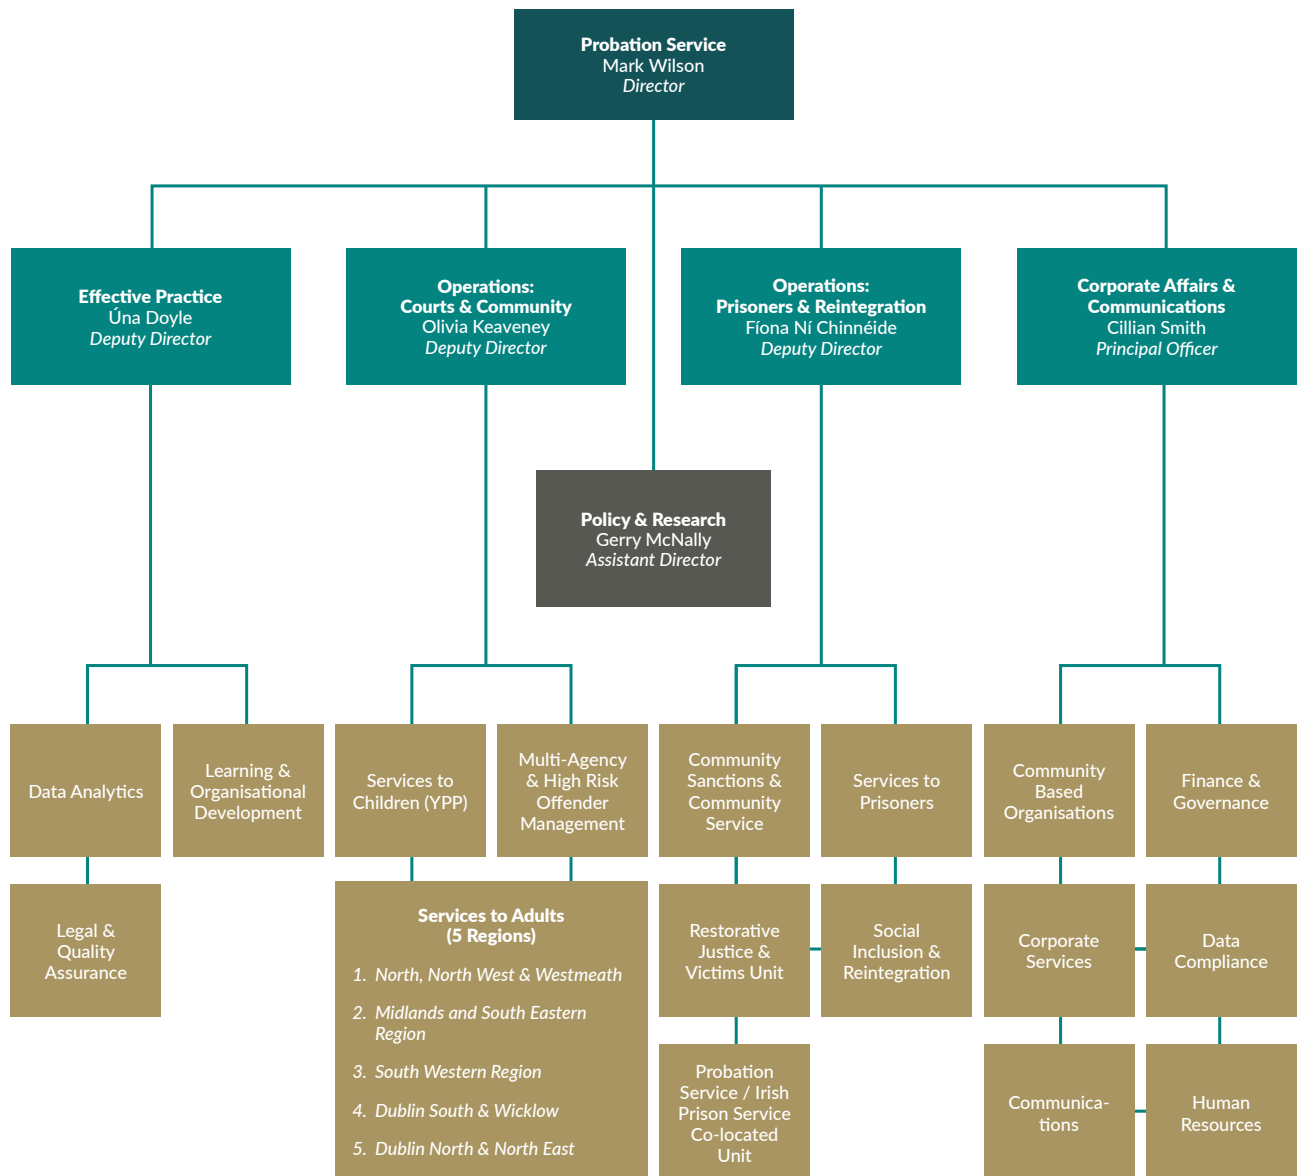 Probation Service
Mark Wilson
Director
Effective Practice
Úna Doyle
Deputy Director
Operations:
Courts & Community
Olivia Keaveney
Deputy Director
Operations:
Prisoners & Reintegration
Fíona Ní Chinnéide
Deputy Director
Corporate Affairs &
Communications
Cillian Smith
Principal Officer
Policy & Research
Gerry McNally
Assistant Director
Data Analytics
Learning &
Organisational
Development
Services to
Children (YPP)
Multi-Agency
& High Risk
Offender
Management
Community
Sanctions &
Community
Service
Services to
Prisoners
Community
Based
Organisations
Finance &
Governance
Legal &
Quality
Assurance
Services to Adults
(5 Regions)
1. North, North West & Westmeath
2. Midlands and South Eastern
Region
3. South Western Region
4. Dublin South & Wicklow
5. Dublin North & North East
Restorative
Justice &
Victims Unit
Social
Inclusion &
Reintegration
Corporate
Services
Data
Compliance
Probation
Service / Irish
Prison Service
Co-located
Unit
Communica-
tions
Human
Resources